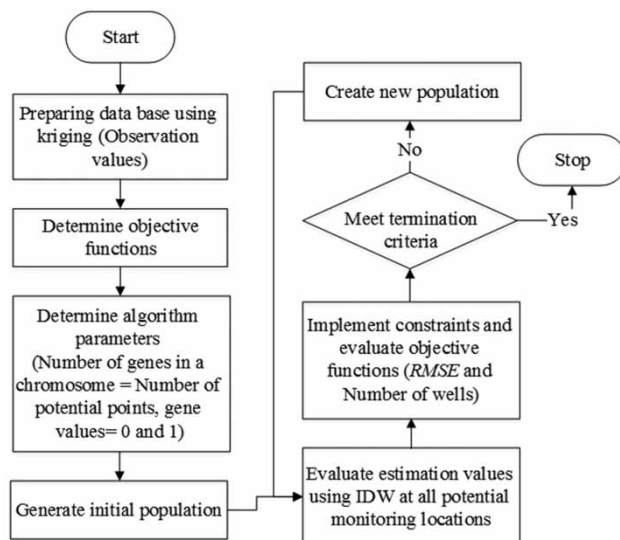 Start
Preparing data base using
kriging (Observation
values)
Determine objective
functions
Determine algorithm
parameters
(Number of genes in a
chromosome = Number of
potential points, gene
values= 0 and 1)
Generate initial population
Create new population
No
Stop
Meet termination
criteria
Yes
Implement constraints and
evaluate objective
functions (RMSE and
Number of wells)
Evaluate estimation values
using IDW at all potential
monitoring locations